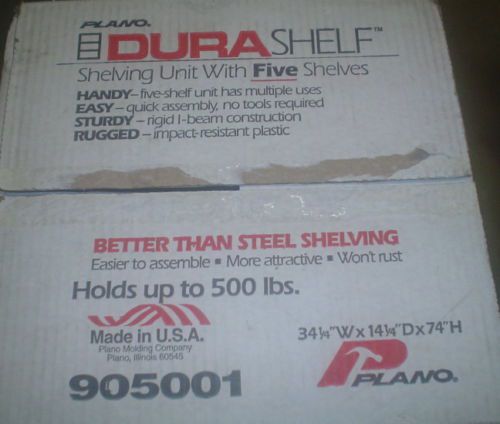 PLANO.
DURASHELF™
Shelving Unit With Five Shelves
HANDY–five-shelf unit has multiple uses
EASY – quick assembly, no tools required
STURDY – rigid I-beam construction
RUGGED – impact-resistant plastic
BETTER THAN STEEL SHELVING
Easier to assemble ▪ More attractive ▪ Won't rust
Holds up to 500 lbs.
Made in U.S.A.
Plano Molding Company
Plano, Illinois 60545
905001
34¼"W x 14¼"D x 74"H
PLANO.